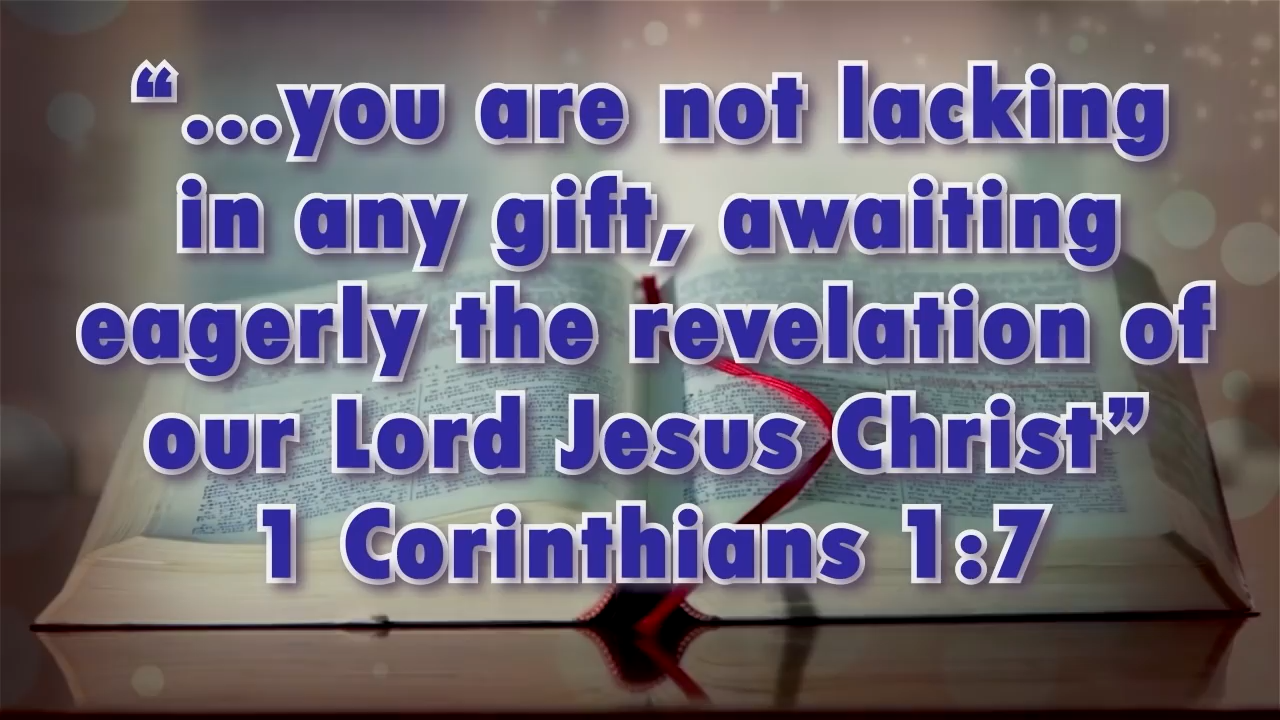 “...you are not lacking
in any gift, awaiting
eagerly the revelation of
our Lord Jesus Christ”
1 Corinthians 1:7